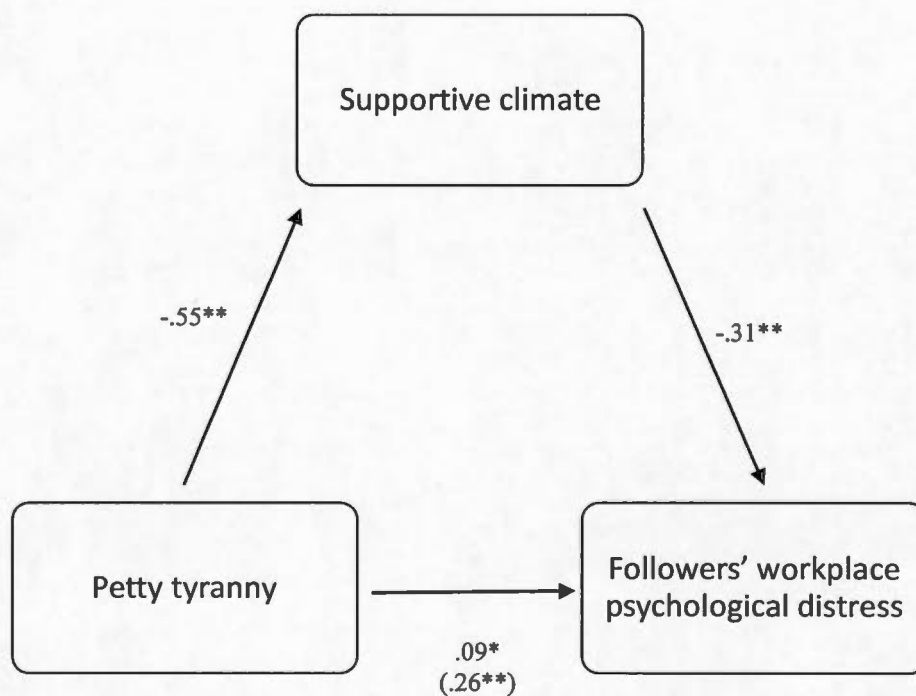 Supportive climate
-.55**
-.31**
Petty tyranny
Followers’ workplace
psychological distress
.09*
(.26**)